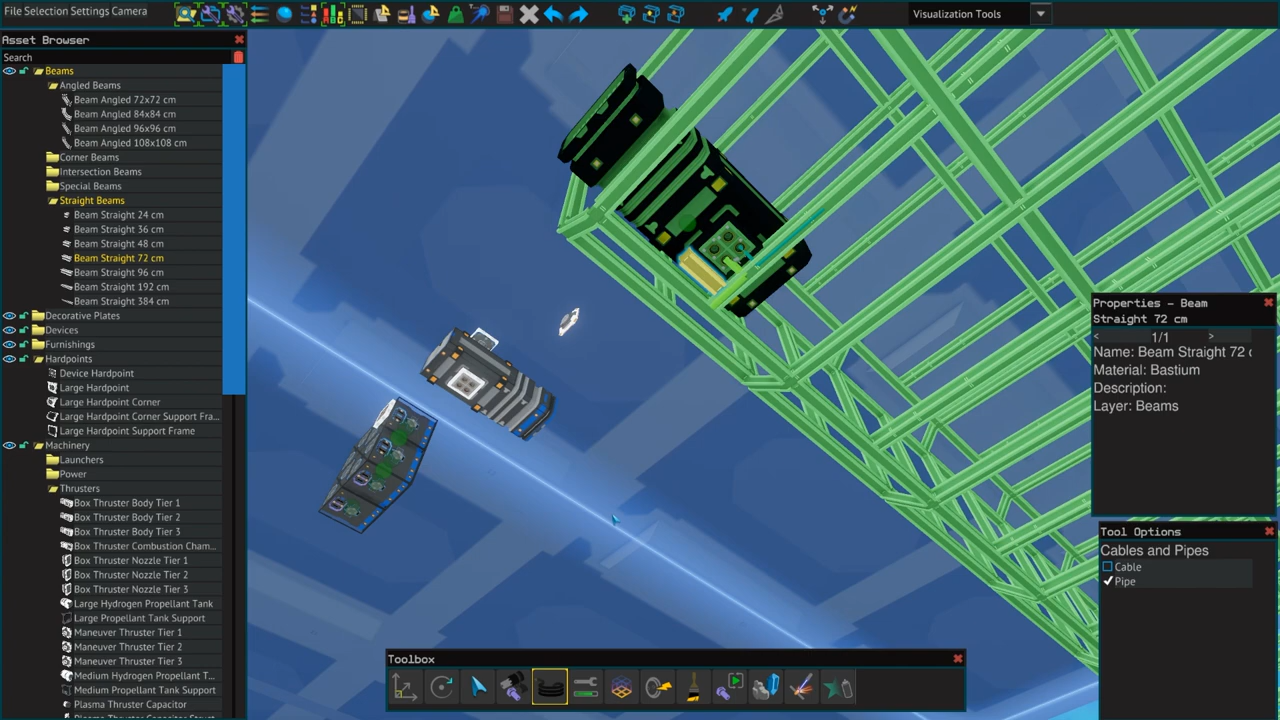 File Selection Settings Camera
Visualization Tools
Asset Browser
Search
Beams
Angled Beams
Beam Angled 72x72 cm
Beam Angled 84x84 cm
Beam Angled 96x96 cm
Beam Angled 108x108 cm
Corner Beams
Intersection Beams
Special Beams
Straight Beams
Beam Straight 24 cm
Beam Straight 36 cm
Beam Straight 48 cm
Beam Straight 72 cm
Beam Straight 96 cm
Beam Straight 192 cm
Beam Straight 384 cm
Decorative Plates
Devices
Furnishings
Hardpoints
Device Hardpoint
Large Hardpoint
Large Hardpoint Corner
Large Hardpoint Corner Support Fra...
Large Hardpoint Support Frame
Machinery
Launchers
Power
Thrusters
Box Thruster Body Tier 1
Box Thruster Body Tier 2
Box Thruster Body Tier 3
Box Thruster Combustion Cham...
Box Thruster Nozzle Tier 1
Box Thruster Nozzle Tier 2
Box Thruster Nozzle Tier 3
Large Hydrogen Propellant Tank
Large Propellant Tank Support
Maneuver Thruster Tier 1
Maneuver Thruster Tier 2
Maneuver Thruster Tier 3
Medium Hydrogen Propellant T...
Medium Propellant Tank Support
Plasma Thruster Capacitor
Plasma Thruster Capacitor Struct...
Properties - Beam
Straight 72 cm
< 1/1 >
Name: Beam Straight 72 c
Material: Bastium
Description:
Layer: Beams
Tool Options
Cables and Pipes
Cable
Pipe
Toolbox